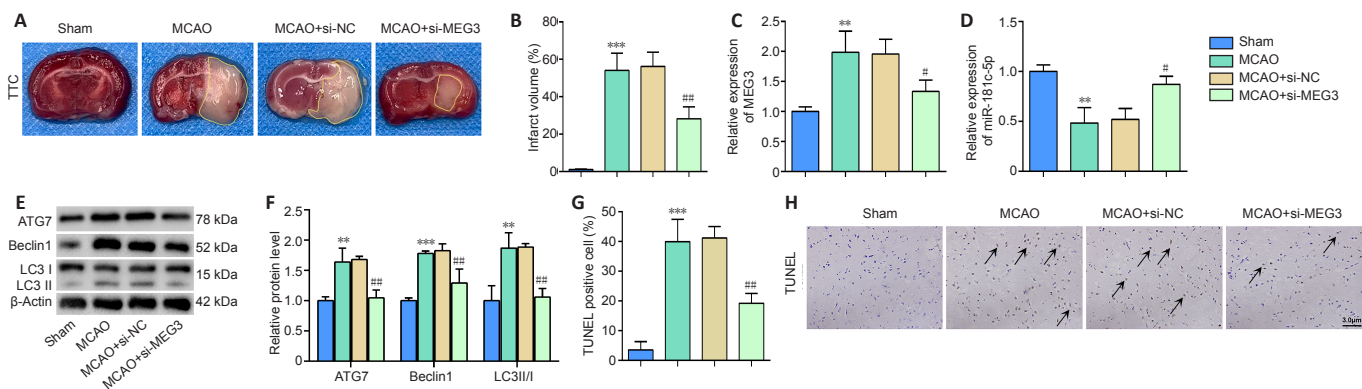 A
Sham
MCAO
MCAO+si-NC
MCAO+si-MEG3
TTC
B
Infarct volume (%)
80
60
40
20
0
***
##
C
Relative expression
of MEG3
2.5
2.0
1.5
1.0
0.5
0
**
#
D
Relative expression
of miR-181c-5p
1.5
1.0
0.5
0
**
#
Sham
MCAO
MCAO+si-NC
MCAO+si-MEG3
E
ATG7
78 kDa
Beclin1
52 kDa
LC3 I
15 kDa
LC3 II
β-Actin
42 kDa
Sham
MCAO
MCAO+si-NC
MCAO+si-MEG3
F
Relative protein level
2.5
2.0
1.5
1.0
1.0
0
**
##
***
##
**
##
ATG7
Beclin1
LC3II/I
G
TUNEL positive cell (%)
60
40
20
0
***
##
H
Sham
MCAO
MCAO+si-NC
MCAO+si-MEG3
TUNEL
3.0μm